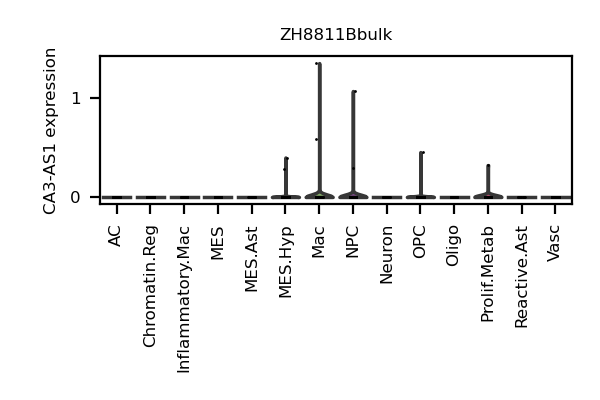 ZH8811Bbulk
CA3-AS1 expression
1
0
AC
Chromatin.Reg
Inflammatory.Mac
MES
MES.Ast
MES.Hyp
Mac
NPC
Neuron
OPC
Oligo
Prolif.Metab
Reactive.Ast
Vasc